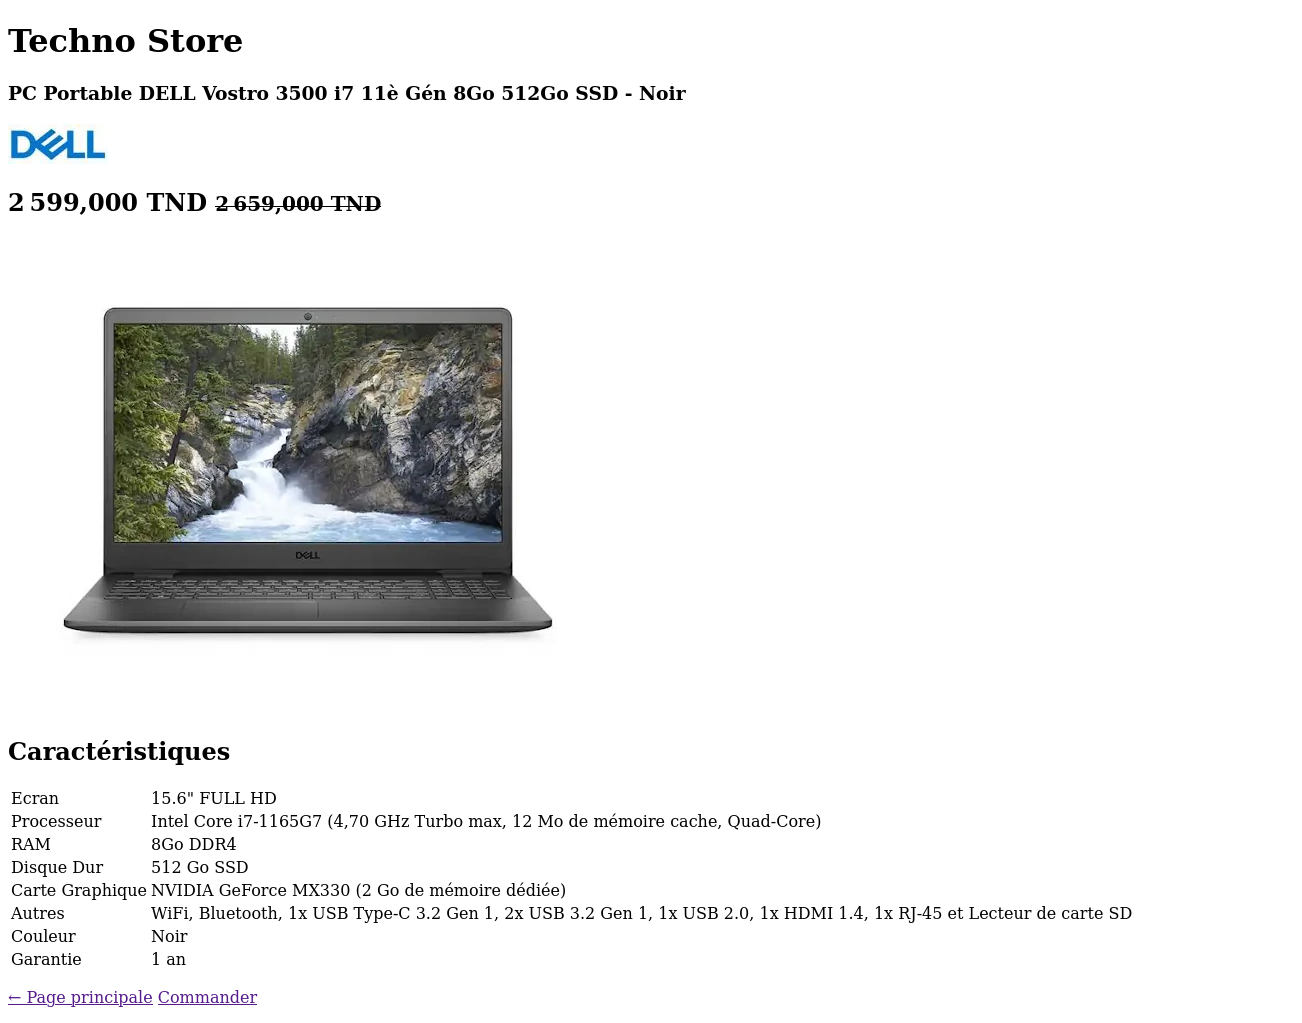 Techno Store
PC Portable DELL Vostro 3500 i7 11è Gén 8Go 512Go SSD - Noir
DELL
2 599,000 TND 2 659,000 TND
DELL
Caractéristiques
Ecran 15.6" FULL HD
Processeur Intel Core i7-1165G7 (4,70 GHz Turbo max, 12 Mo de mémoire cache, Quad-Core)
RAM 8Go DDR4
Disque Dur 512 Go SSD
Carte Graphique NVIDIA GeForce MX330 (2 Go de mémoire dédiée)
Autres WiFi, Bluetooth, 1x USB Type-C 3.2 Gen 1, 2x USB 3.2 Gen 1, 1x USB 2.0, 1x HDMI 1.4, 1x RJ-45 et Lecteur de carte SD
Couleur Noir
Garantie 1 an
← Page principale Commander